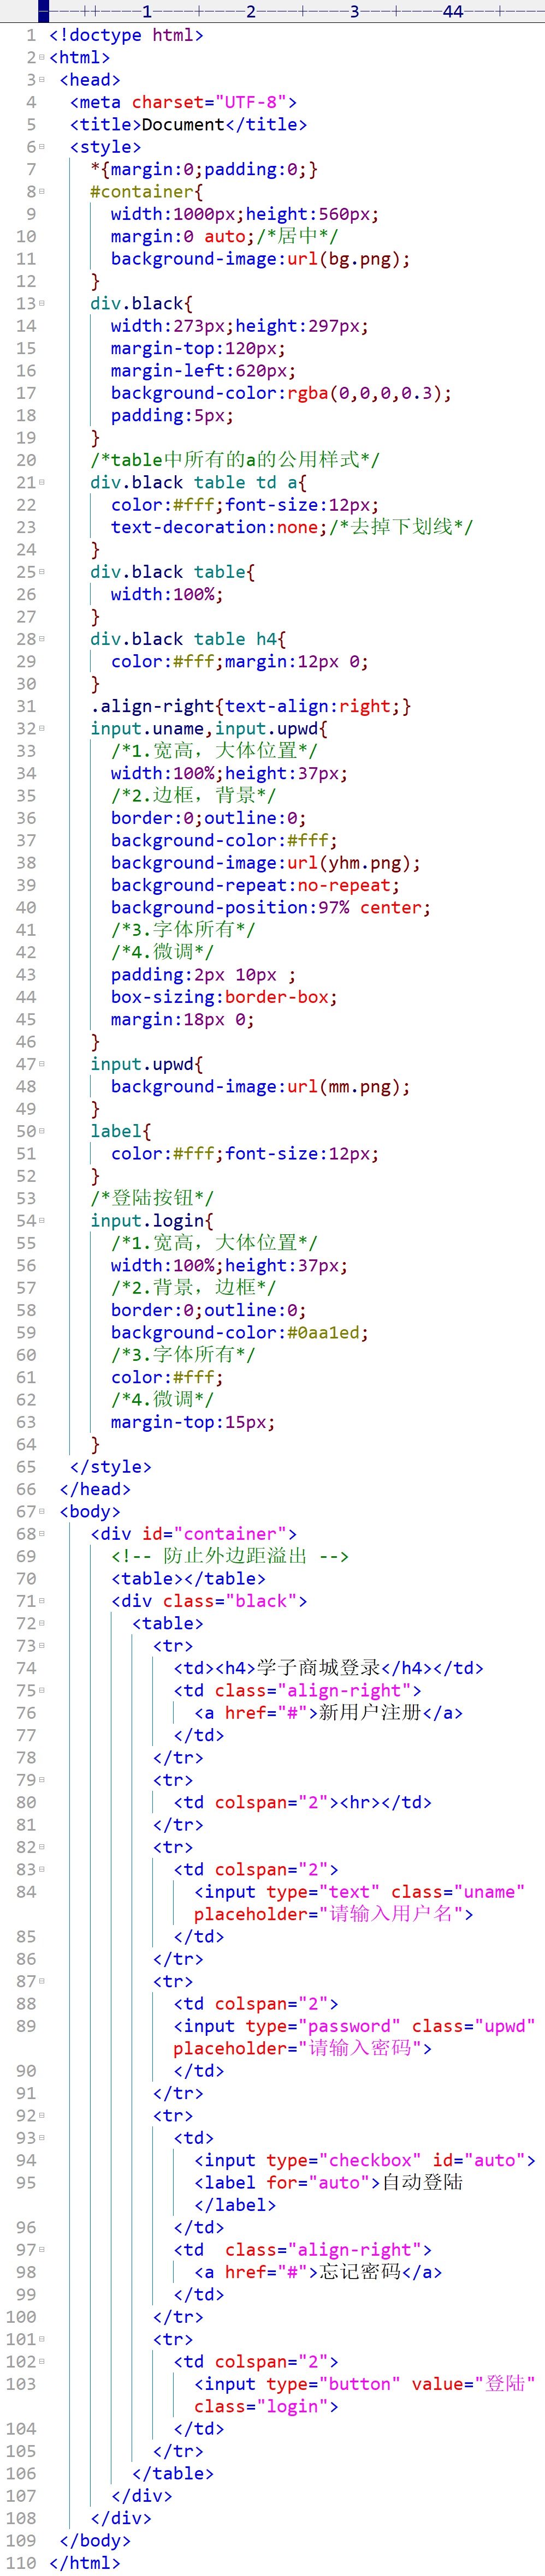 1 2 3 44
1 <!doctype html>
2 <html>
3 <head>
4 <meta charset="UTF-8">
5 <title>Document</title>
6 <style>
7 *{margin:0;padding:0;}
8 #container{
9 width:1000px;height:560px;
10 margin:0 auto;/*居中*/
11 background-image:url(bg.png);
12 }
13 div.black{
14 width:273px;height:297px;
15 margin-top:120px;
16 margin-left:620px;
17 background-color:rgba(0,0,0,0.3);
18 padding:5px;
19 }
20 /*table中所有的a的公用样式*/
21 div.black table td a{
22 color:#fff;font-size:12px;
23 text-decoration:none;/*去掉下划线*/
24 }
25 div.black table{
26 width:100%;
27 }
28 div.black table h4{
29 color:#fff;margin:12px 0;
30 }
31 .align-right{text-align:right;}
32 input.uname,input.upwd{
33 /*1.宽高，大体位置*/
34 width:100%;height:37px;
35 /*2.边框，背景*/
36 border:0;outline:0;
37 background-color:#fff;
38 background-image:url(yhm.png);
39 background-repeat:no-repeat;
40 background-position:97% center;
41 /*3.字体所有*/
42 /*4.微调*/
43 padding:2px 10px ;
44 box-sizing:border-box;
45 margin:18px 0;
46 }
47 input.upwd{
48 background-image:url(mm.png);
49 }
50 label{
51 color:#fff;font-size:12px;
52 }
53 /*登陆按钮*/
54 input.login{
55 /*1.宽高，大体位置*/
56 width:100%;height:37px;
57 /*2.背景，边框*/
58 border:0;outline:0;
59 background-color:#0aa1ed;
60 /*3.字体所有*/
61 color:#fff;
62 /*4.微调*/
63 margin-top:15px;
64 }
65 </style>
66 </head>
67 <body>
68 <div id="container">
69 <!-- 防止外边距溢出 -->
70 <table></table>
71 <div class="black">
72 <table>
73 <tr>
74 <td><h4>学子商城登录</h4></td>
75 <td class="align-right">
76 <a href="#">新用户注册</a>
77 </td>
78 </tr>
79 <tr>
80 <td colspan="2"><hr></td>
81 </tr>
82 <tr>
83 <td colspan="2">
84 <input type="text" class="uname"
placeholder="请输入用户名">
85 </td>
86 </tr>
87 <tr>
88 <td colspan="2">
89 <input type="password" class="upwd"
placeholder="请输入密码">
90 </td>
91 </tr>
92 <tr>
93 <td>
94 <input type="checkbox" id="auto">
95 <label for="auto">自动登陆
</label>
96 </td>
97 <td  class="align-right">
98 <a href="#">忘记密码</a>
99 </td>
100 </tr>
101 <tr>
102 <td colspan="2">
103 <input type="button" value="登陆"
class="login">
104 </td>
105 </tr>
106 </table>
107 </div>
108 </div>
109 </body>
110 </html>